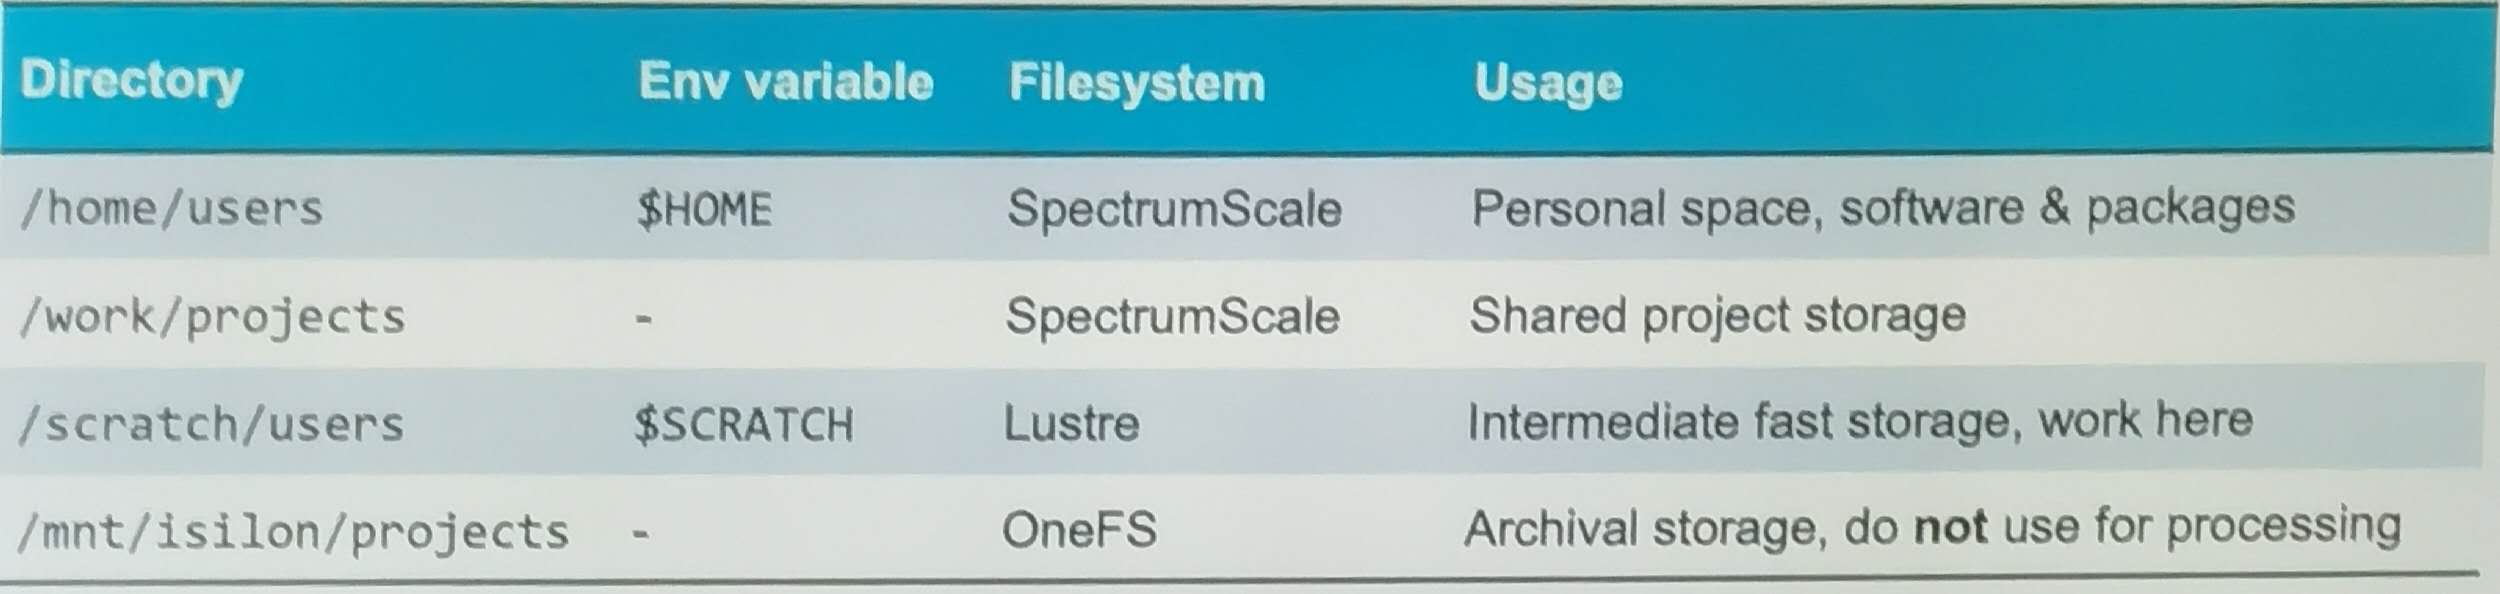 Directory Env variable Filesystem Usage
/home/users $HOME SpectrumScale Personal space, software & packages
/work/projects - SpectrumScale Shared project storage
/scratch/users $SCRATCH Lustre Intermediate fast storage, work here
/mnt/isilon/projects - OneFS Archival storage, do not use for processing